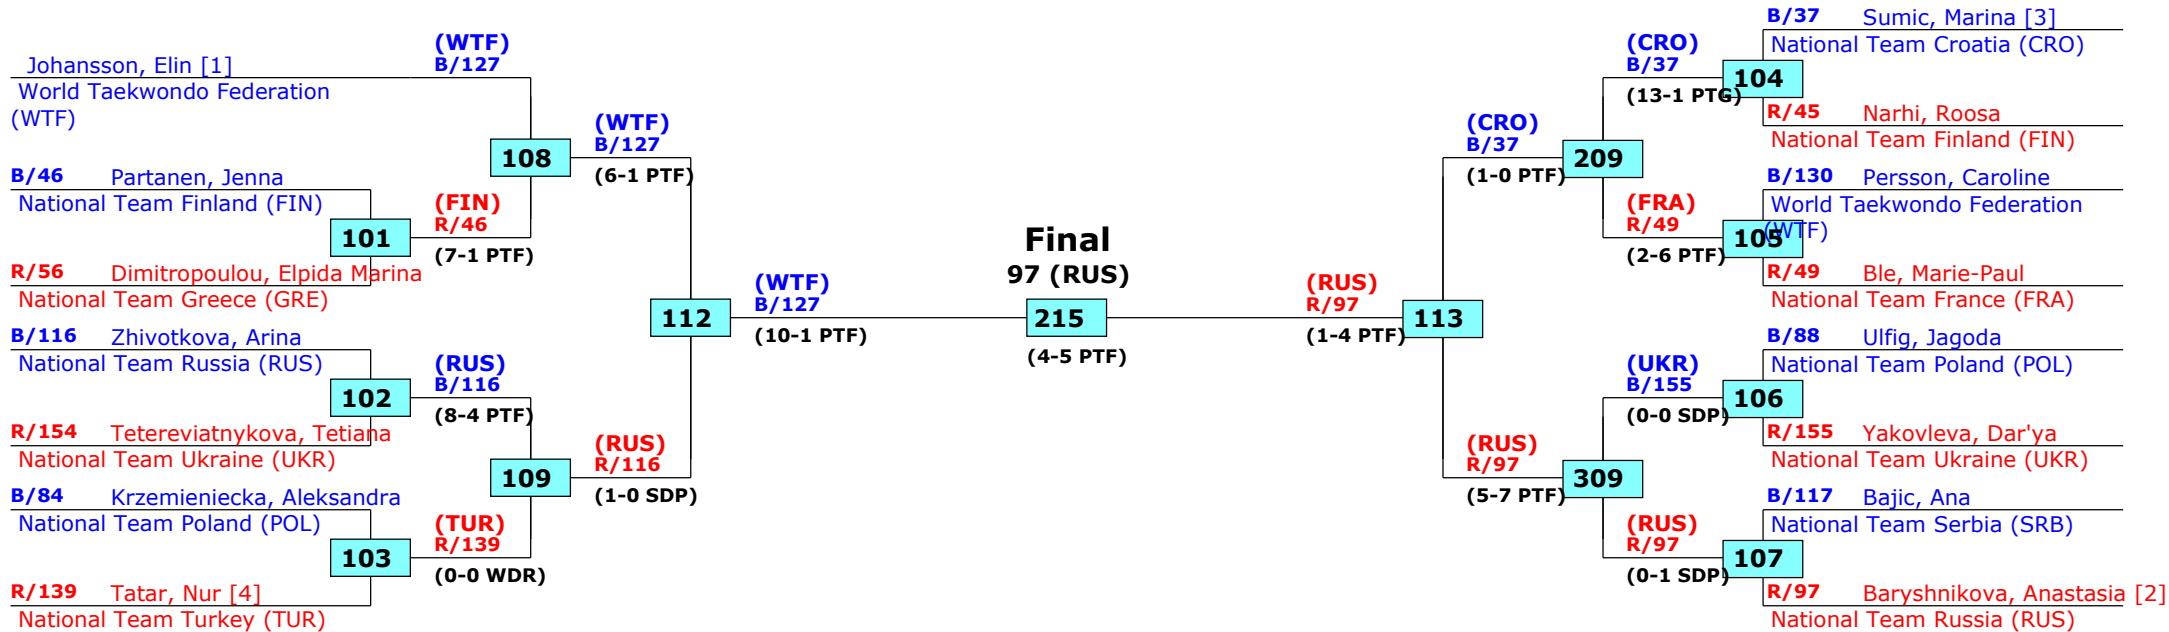 Johansson, Elin [1]
World Taekwondo Federation
(WTF)
B/46 Partanen, Jenna
National Team Finland (FIN)
101
R/56 Dimitropoulou, Elpida Marina
National Team Greece (GRE)
B/116 Zhivotkova, Arina
National Team Russia (RUS)
102
R/154 Tetereviatnykova, Tetiana
National Team Ukraine (UKR)
B/84 Krzemieniecka, Aleksandra
National Team Poland (POL)
103
R/139 Tatar, Nur [4]
National Team Turkey (TUR)
(WTF)
B/127
108
(FIN)
R/46
(7-1 PTF)
(RUS)
B/116
(8-4 PTF)
109
(TUR)
R/139
(0-0 WDR)
(WTF)
B/127
(6-1 PTF)
112
(RUS)
R/116
(1-0 SDP)
(WTF)
B/127
(10-1 PTF)
Final
97 (RUS)
215
(4-5 PTF)
(RUS)
R/97
(1-4 PTF)
113
(CRO)
B/37
(1-0 PTF)
209
(RUS)
R/97
(5-7 PTF)
309
(CRO)
B/37
(13-1 PTG)
(FRA)
R/49
(2-6 PTF)
(UKR)
B/155
(0-0 SDP)
(RUS)
R/97
(0-1 SDP)
B/37 Sumic, Marina [3]
National Team Croatia (CRO)
104
R/45 Narhi, Roosa
National Team Finland (FIN)
B/130 Persson, Caroline
World Taekwondo Federation
(WTF)
105
R/49 Ble, Marie-Paul
National Team France (FRA)
B/88 Ulfig, Jagoda
National Team Poland (POL)
106
R/155 Yakovleva, Dar'ya
National Team Ukraine (UKR)
B/117 Bajic, Ana
National Team Serbia (SRB)
107
R/97 Baryshnikova, Anastasia [2]
National Team Russia (RUS)